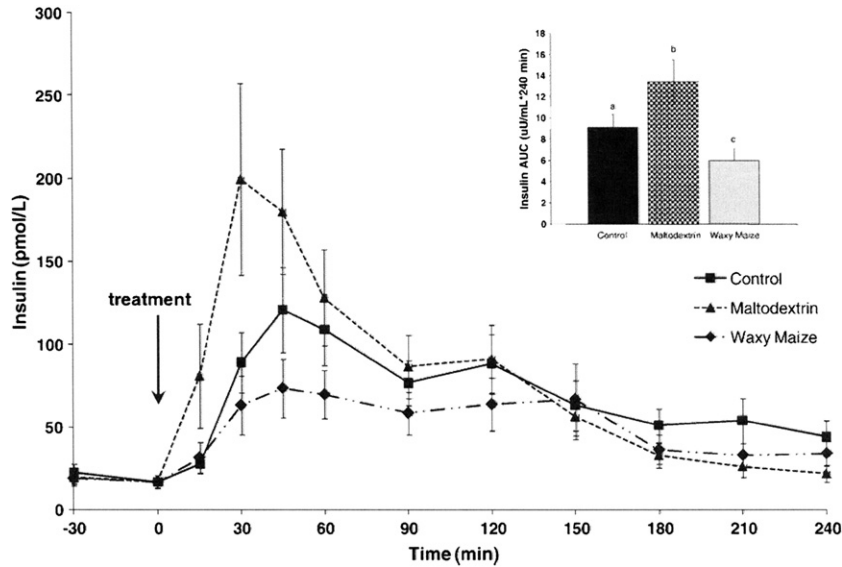 300
250
200
150
100
50
0
Insulin (pmol/L)
-30 0 30 60 90 120 150 180 210 240
Time (min)
treatment
18
16
14
12
10
8
6
4
2
0
Insulin AUC (uU/mL*240 min)
a
b
c
Control Maltodextrin Waxy Maize
Control
Maltodextrin
Waxy Maize